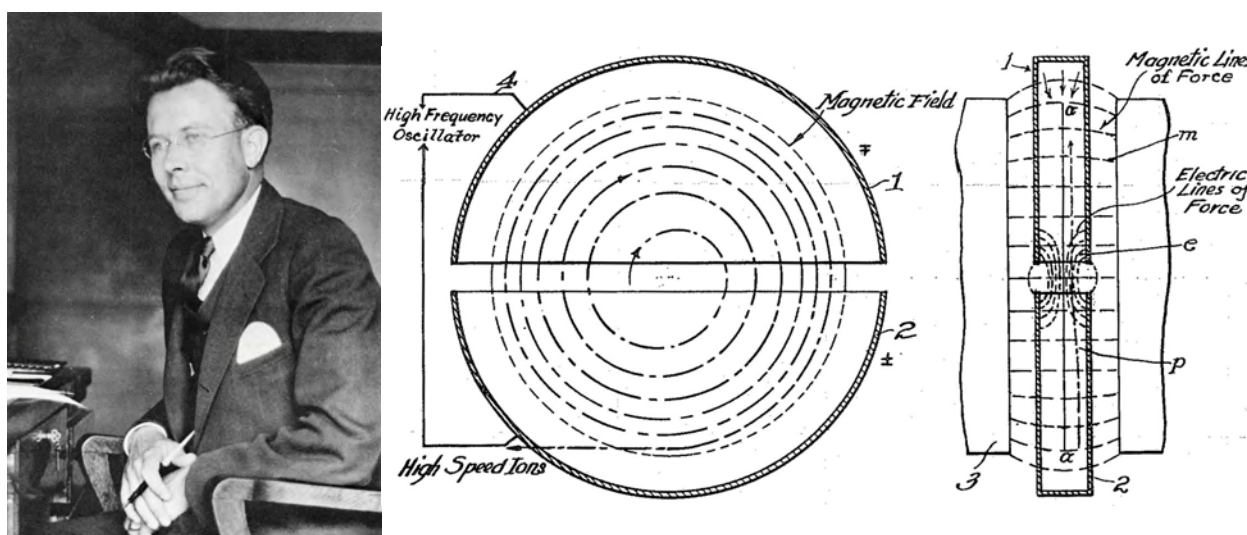 4
High Frequency
Oscillator
Magnetic Field
∓
1
2
±
High Speed Ions
1
Magnetic Lines
of Force
a
m
Electric
Lines of
Force
e
p
a
3
2